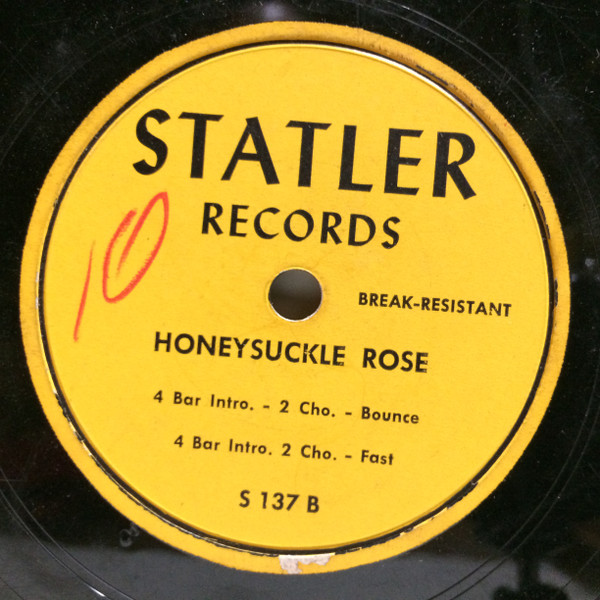 STATLER
RECORDS
10
BREAK-RESISTANT
HONEYSUCKLE ROSE
4 Bar Intro. - 2 Cho. - Bounce
4 Bar Intro. 2 Cho. - Fast
S 137 B